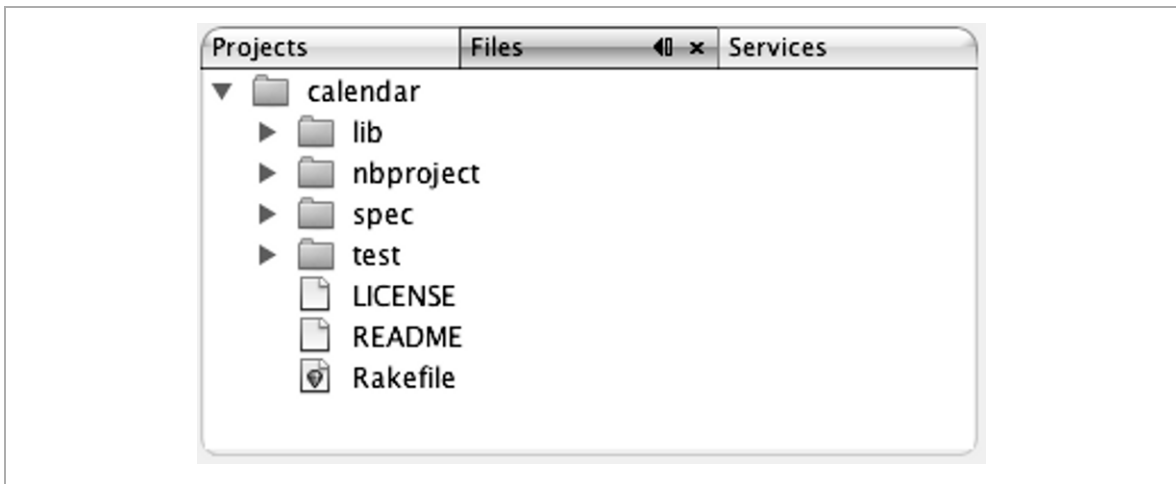 Projects Files Services
calendar
lib
nbproject
spec
test
LICENSE
README
Rakefile